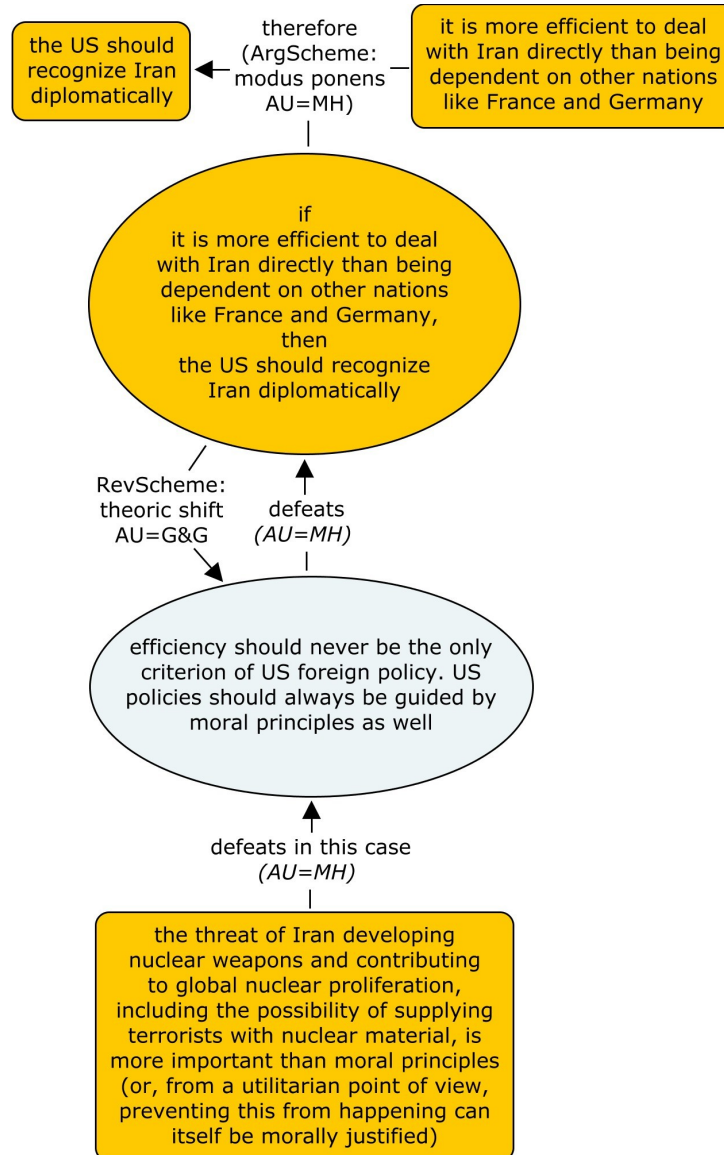 the US should
recognize Iran
diplomatically
therefore
(ArgScheme:
modus ponens
AU=MH)
it is more efficient to deal
with Iran directly than being
dependent on other nations
like France and Germany
if
it is more efficient to deal
with Iran directly than being
dependent on other nations
like France and Germany,
then
the US should recognize
Iran diplomatically
RevScheme:
theoric shift
AU=G&G
defeats
(AU=MH)
efficiency should never be the only
criterion of US foreign policy. US
policies should always be guided by
moral principles as well
defeats in this case
(AU=MH)
the threat of Iran developing
nuclear weapons and contributing
to global nuclear proliferation,
including the possibility of supplying
terrorists with nuclear material, is
more important than moral principles
(or, from a utilitarian point of view,
preventing this from happening can
itself be morally justified)